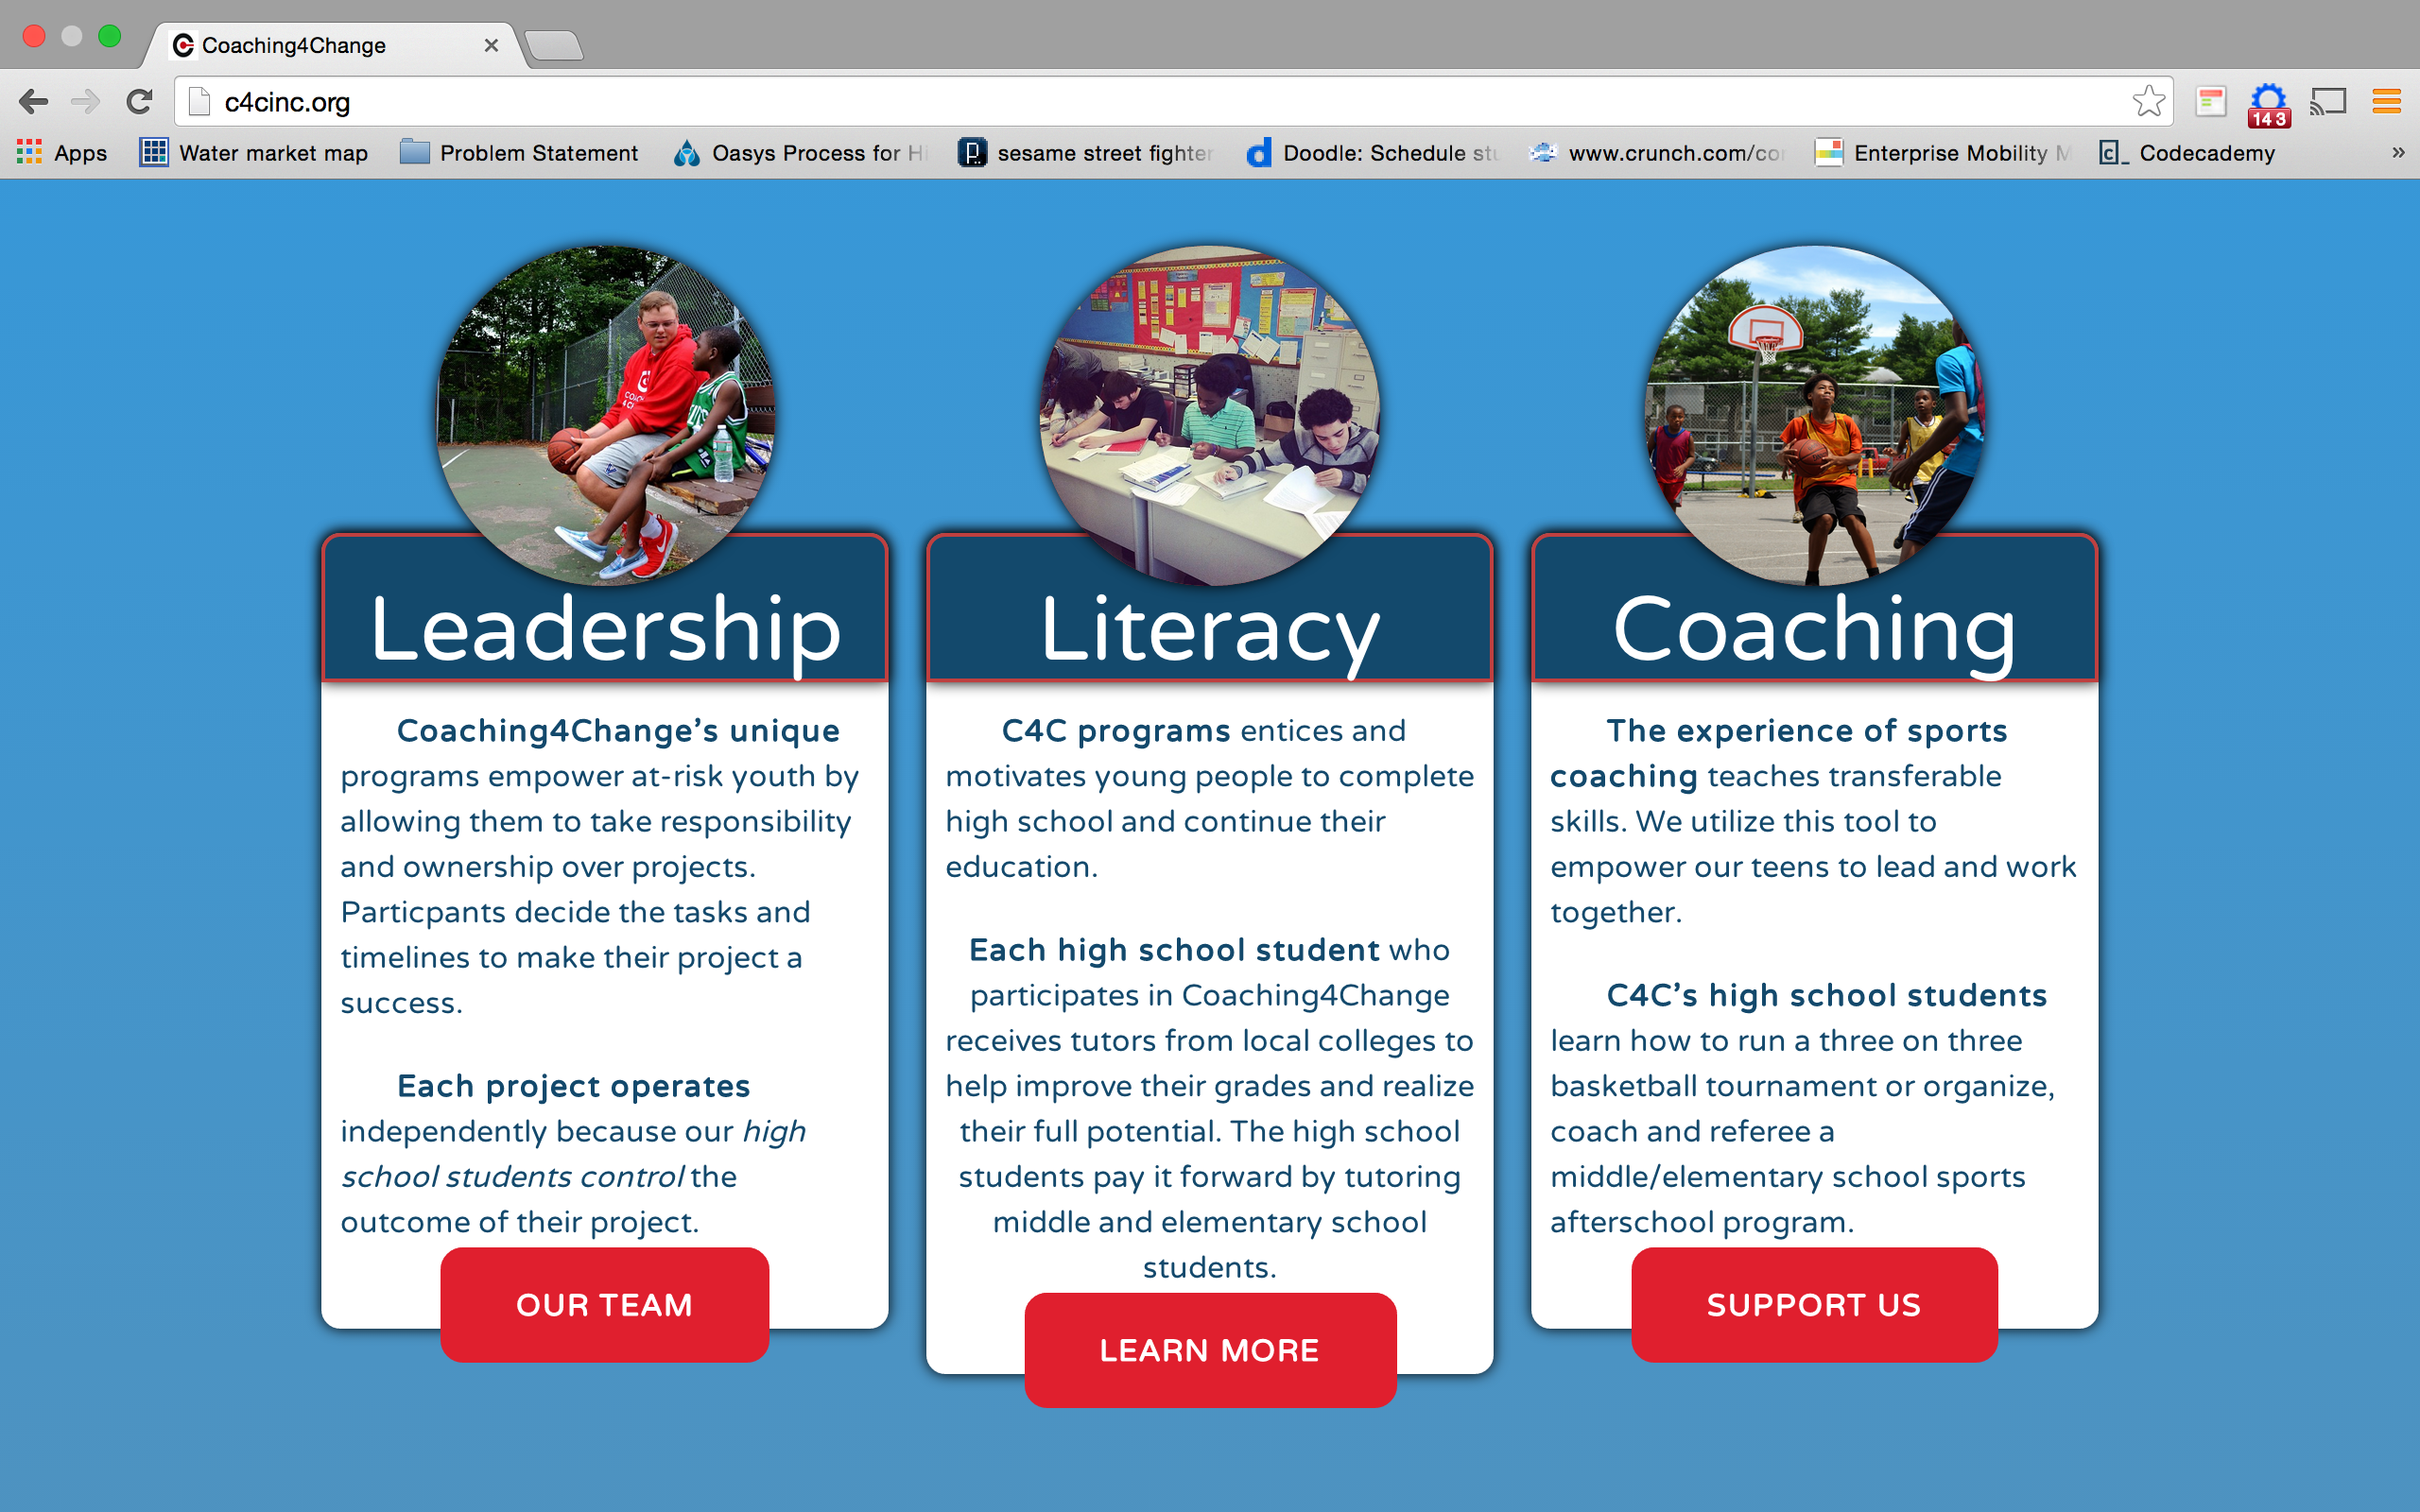 Coaching4Change
c4cinc.org
14 3
Apps
Water market map
Problem Statement
Oasys Process for Hi
sesame street fighter
Doodle: Schedule stu
www.crunch.com/cor
Enterprise Mobility M
Codecademy
Leadership
Coaching4Change's unique
programs empower at-risk youth by
allowing them to take responsibility
and ownership over projects.
Particpants decide the tasks and
timelines to make their project a
success.
Each project operates
independently because our high
school students control the
outcome of their project.
OUR TEAM
Literacy
C4C programs entices and
motivates young people to complete
high school and continue their
education.
Each high school student who
participates in Coaching4Change
receives tutors from local colleges to
help improve their grades and realize
their full potential. The high school
students pay it forward by tutoring
middle and elementary school
students.
LEARN MORE
Coaching
The experience of sports
coaching teaches transferable
skills. We utilize this tool to
empower our teens to lead and work
together.
C4C's high school students
learn how to run a three on three
basketball tournament or organize,
coach and referee a
middle/elementary school sports
afterschool program.
SUPPORT US